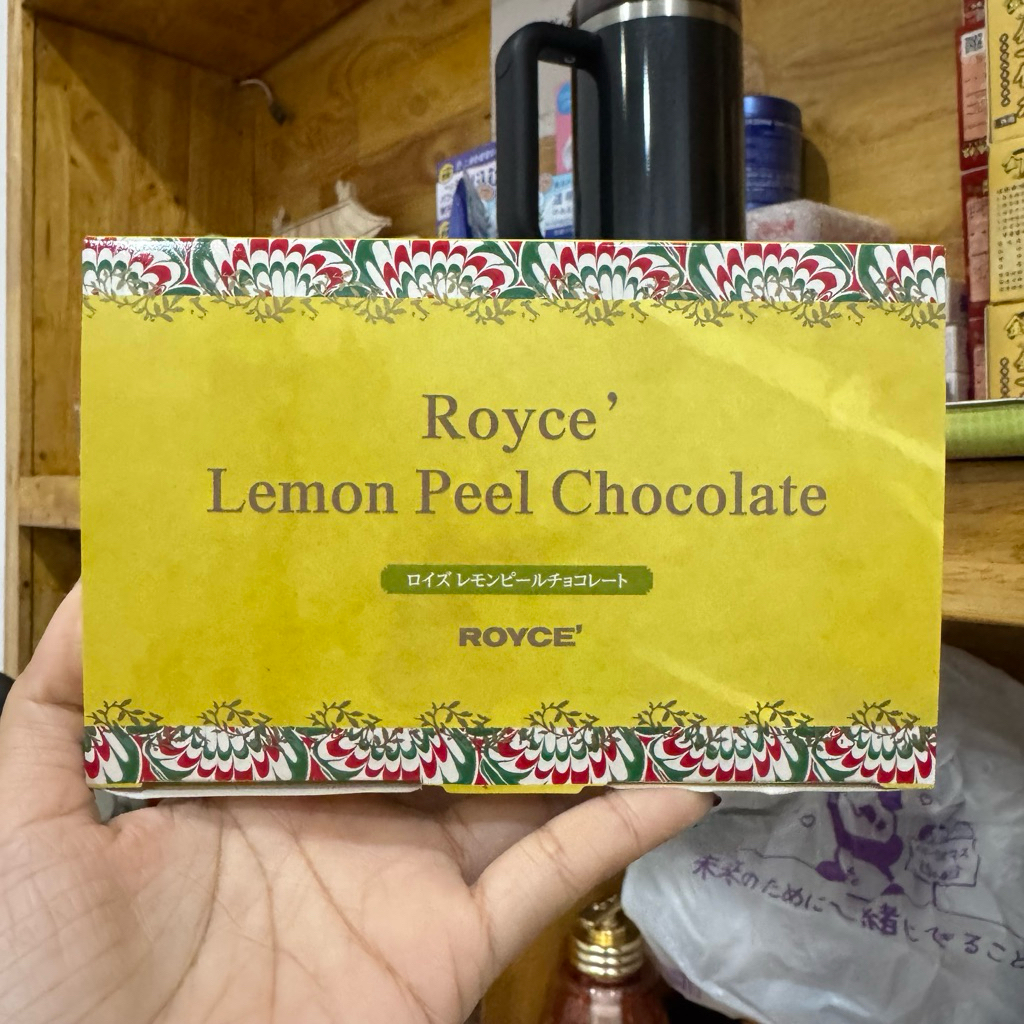 Royce'
Lemon Peel Chocolate
ロイズ レモンピールチョコレート
ROYCE'
未来のために一緒にできること